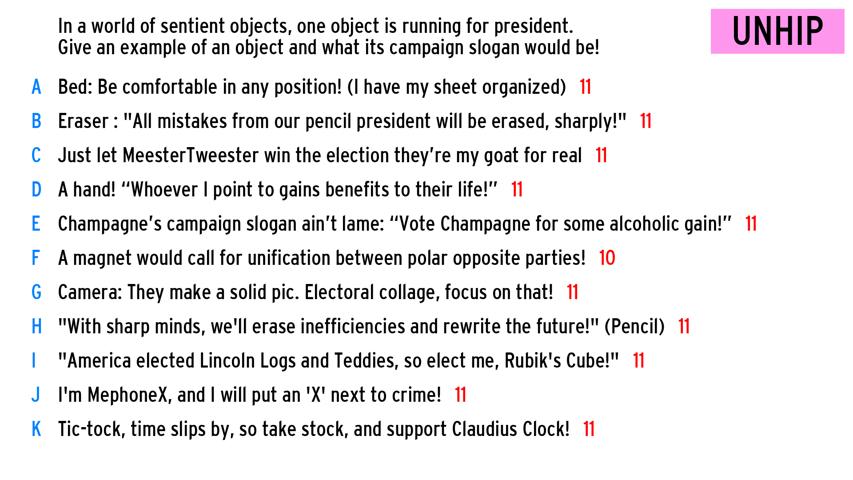 In a world of sentient objects, one object is running for president.
Give an example of an object and what its campaign slogan would be!
UNHIP
A Bed: Be comfortable in any position! (I have my sheet organized) 11
B Eraser : "All mistakes from our pencil president will be erased, sharply!" 11
C Just let MeesterTweester win the election they’re my goat for real 11
D A hand! “Whoever I point to gains benefits to their life!” 11
E Champagne’s campaign slogan ain’t lame: “Vote Champagne for some alcoholic gain!” 11
F A magnet would call for unification between polar opposite parties! 10
G Camera: They make a solid pic. Electoral collage, focus on that! 11
H "With sharp minds, we'll erase inefficiencies and rewrite the future!" (Pencil) 11
I "America elected Lincoln Logs and Teddies, so elect me, Rubik's Cube!" 11
J I'm MephoneX, and I will put an 'X' next to crime! 11
K Tic-tock, time slips by, so take stock, and support Claudius Clock! 11